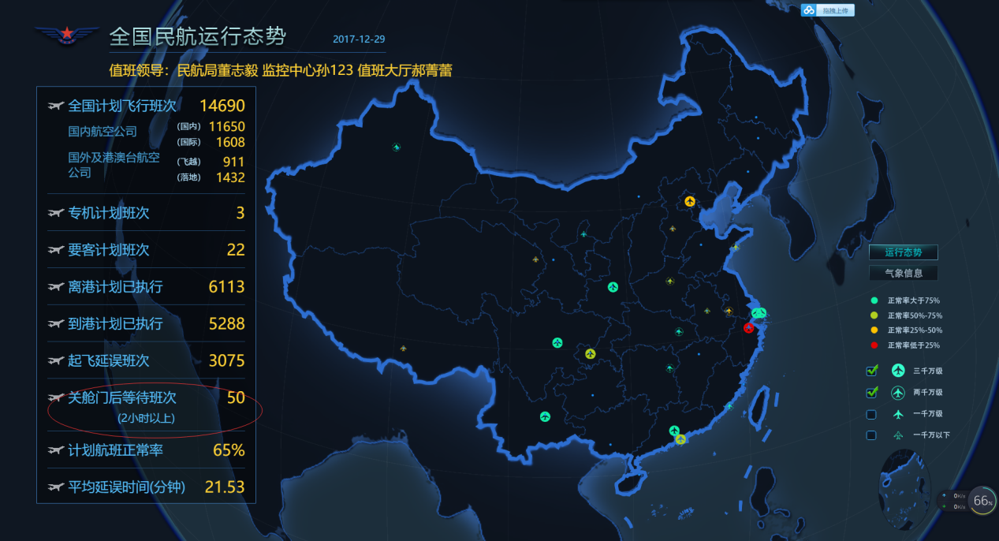 拖拽上传
全国民航运行态势
2017-12-29
值班领导：民航局董志毅 监控中心孙123 值班大厅郝菁蕾
全国计划飞行班次 14690
国内航空公司 (国内) 11650
(国际) 1608
国外及港澳台航空公司 (飞越) 911
(落地) 1432
专机计划班次 3
要客计划班次 22
离港计划已执行 6113
到港计划已执行 5288
起飞延误班次 3075
关舱门后等待班次 50
(2小时以上)
计划航班正常率 65%
平均延误时间(分钟) 21.53
运行态势
气象信息
正常率大于75%
正常率50%-75%
正常率25%-50%
正常率低于25%
三千万级
两千万级
一千万级
一千万以下
0K/s
0K/s
66%